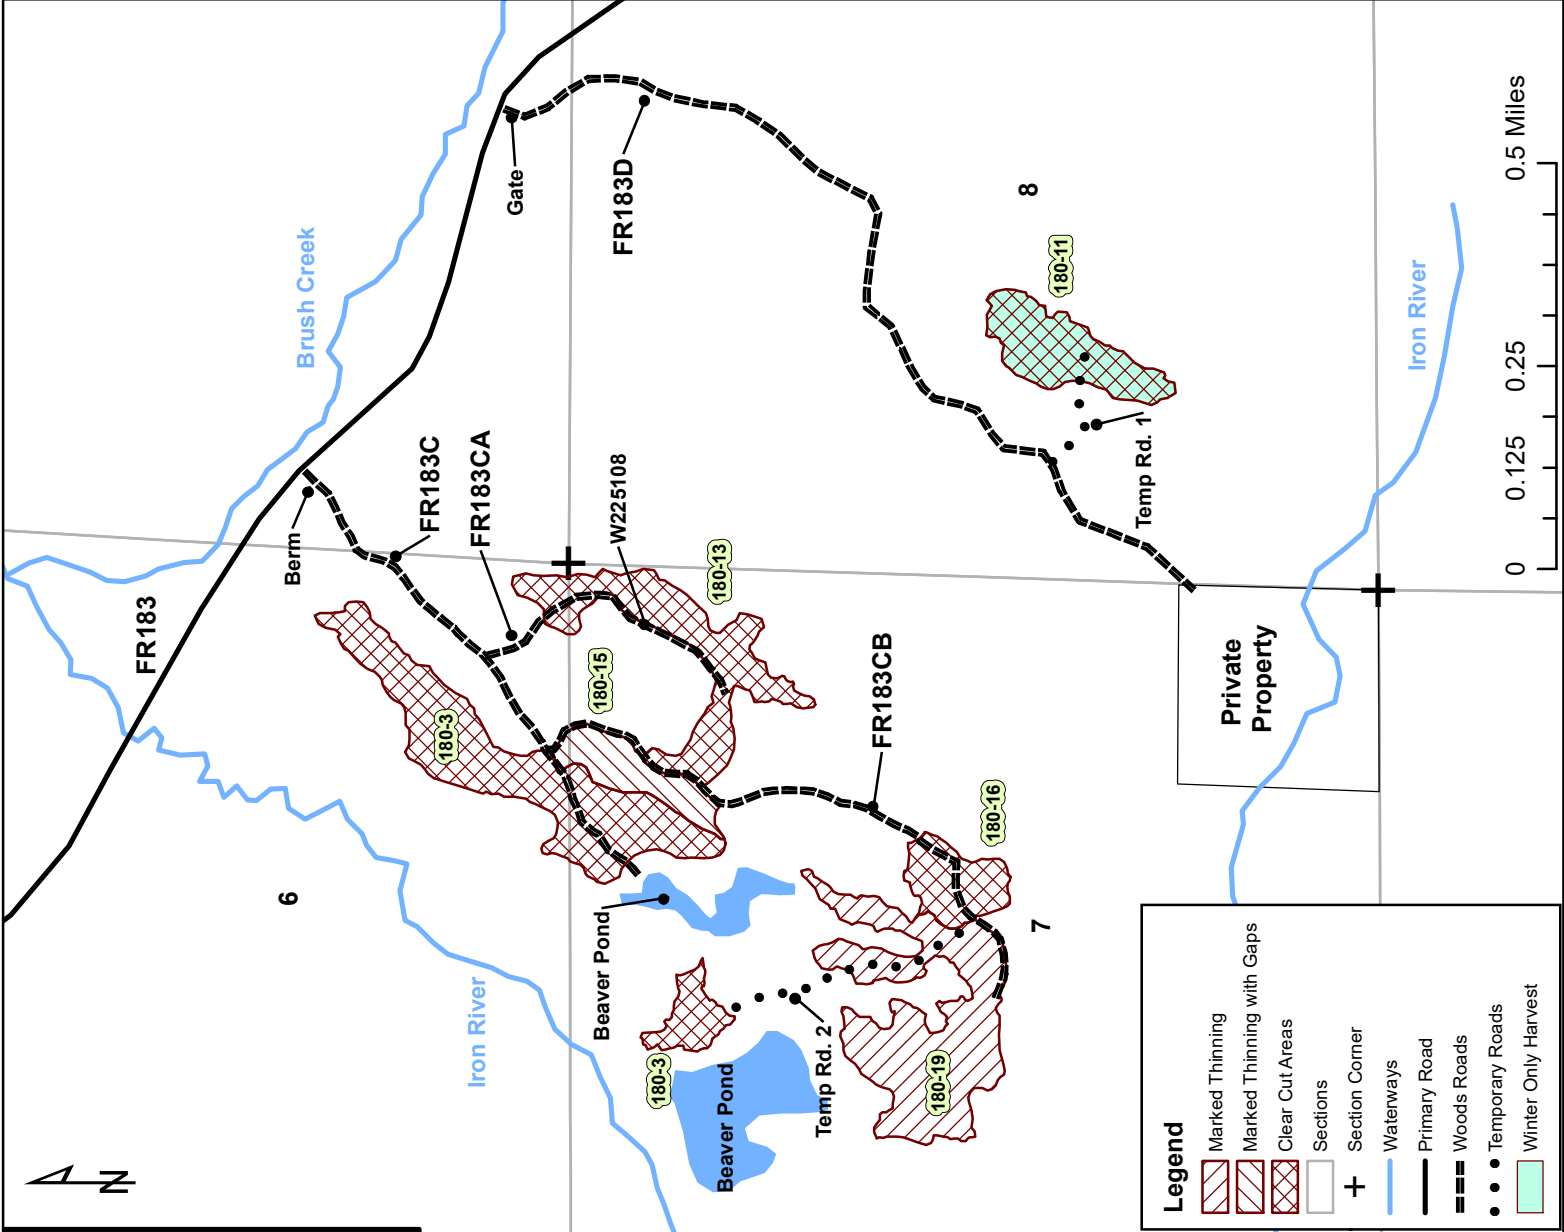 FR183
Brush Creek
Berm
FR183C
FR183CA
W225108
180-13
180-3
180-15
Gate
FR183D
8
180-11
Temp Rd. 1
Iron River
6
Iron River
Beaver Pond
FR183CB
180-16
7
180-3
Beaver Pond
Temp Rd. 2
180-19
Private
Property
Iron River
N
Legend
Marked Thinning
Marked Thinning with Gaps
Clear Cut Areas
Sections
Section Corner
Waterways
Primary Road
Woods Roads
Temporary Roads
Winter Only Harvest
0 0.125 0.25 0.5 Miles